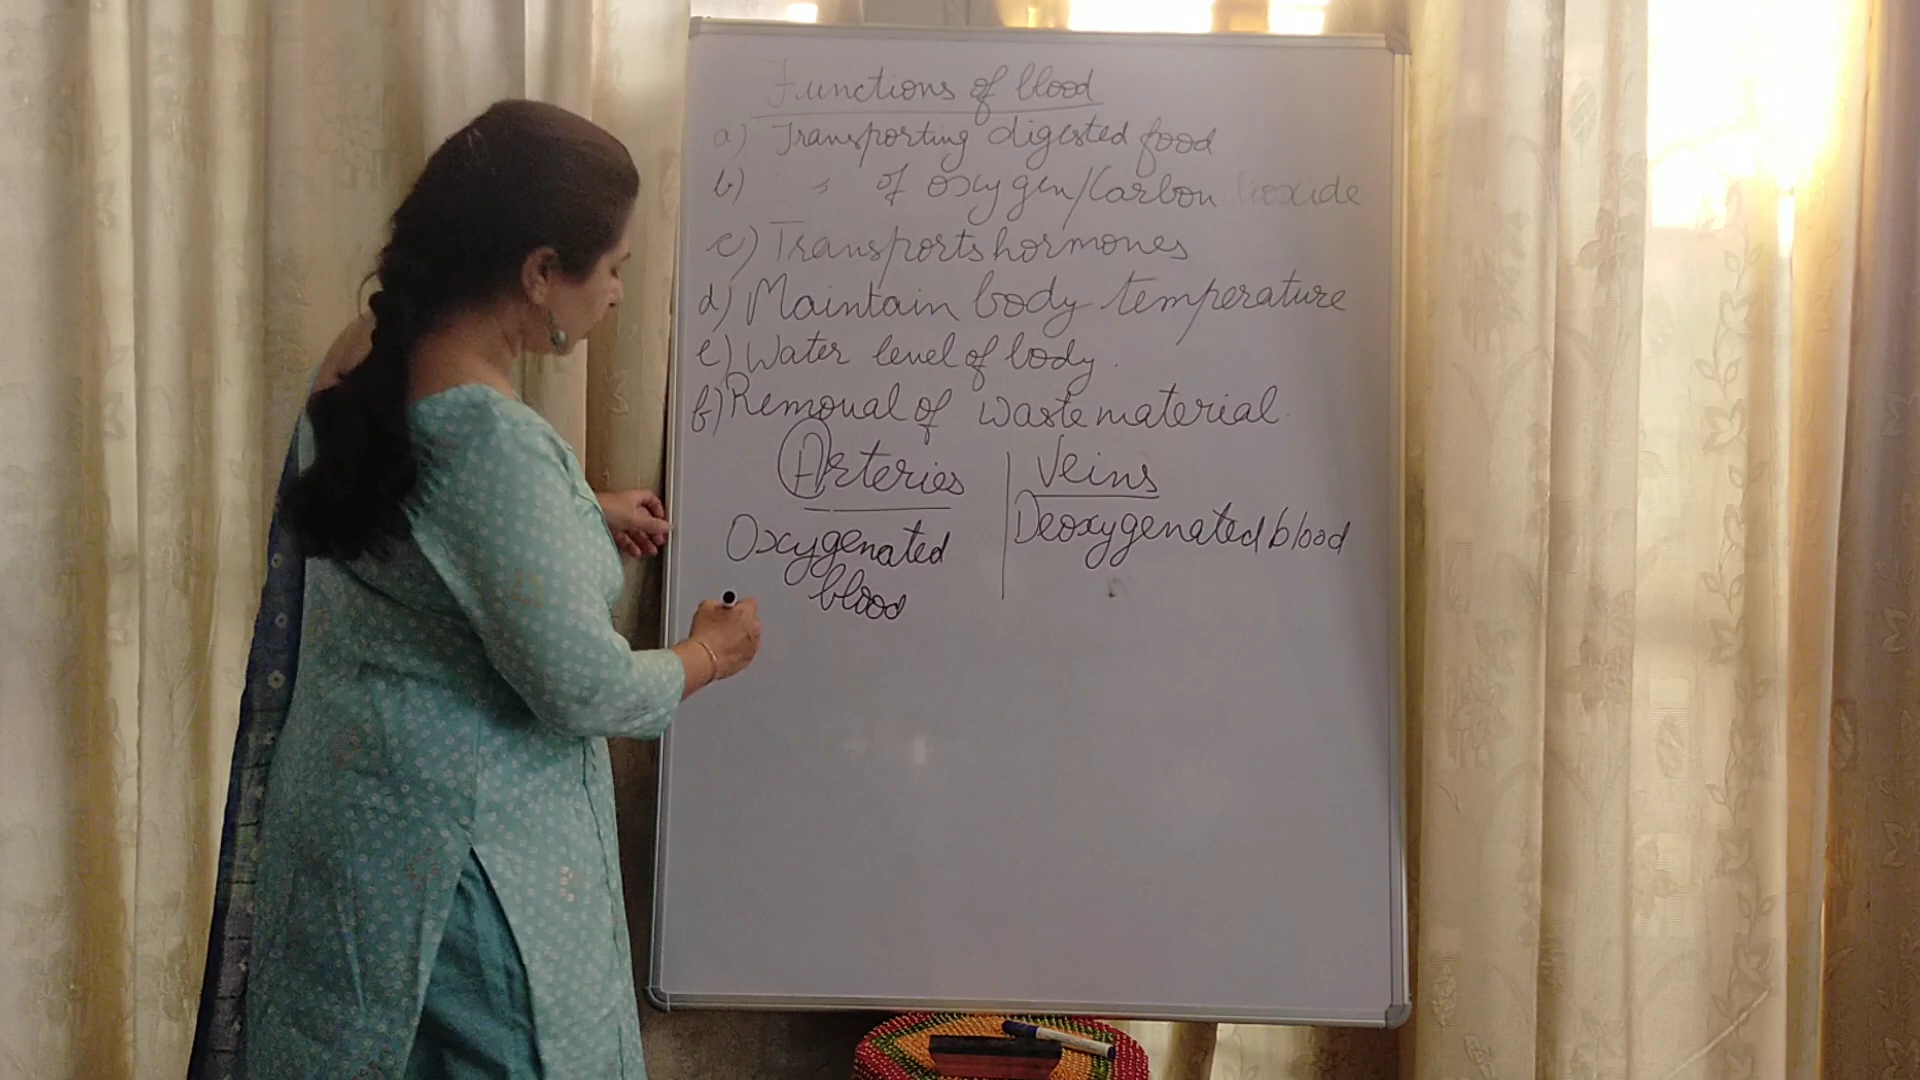 Functions of blood
a) Transporting digested food
b) " " of oxygen/Carbon dioxide
c) Transports hormones
d) Maintain body temperature
e) Water level of body.
f) Removal of waste material.
Arteries | Veins
Oxygenated blood | Deoxygenated blood